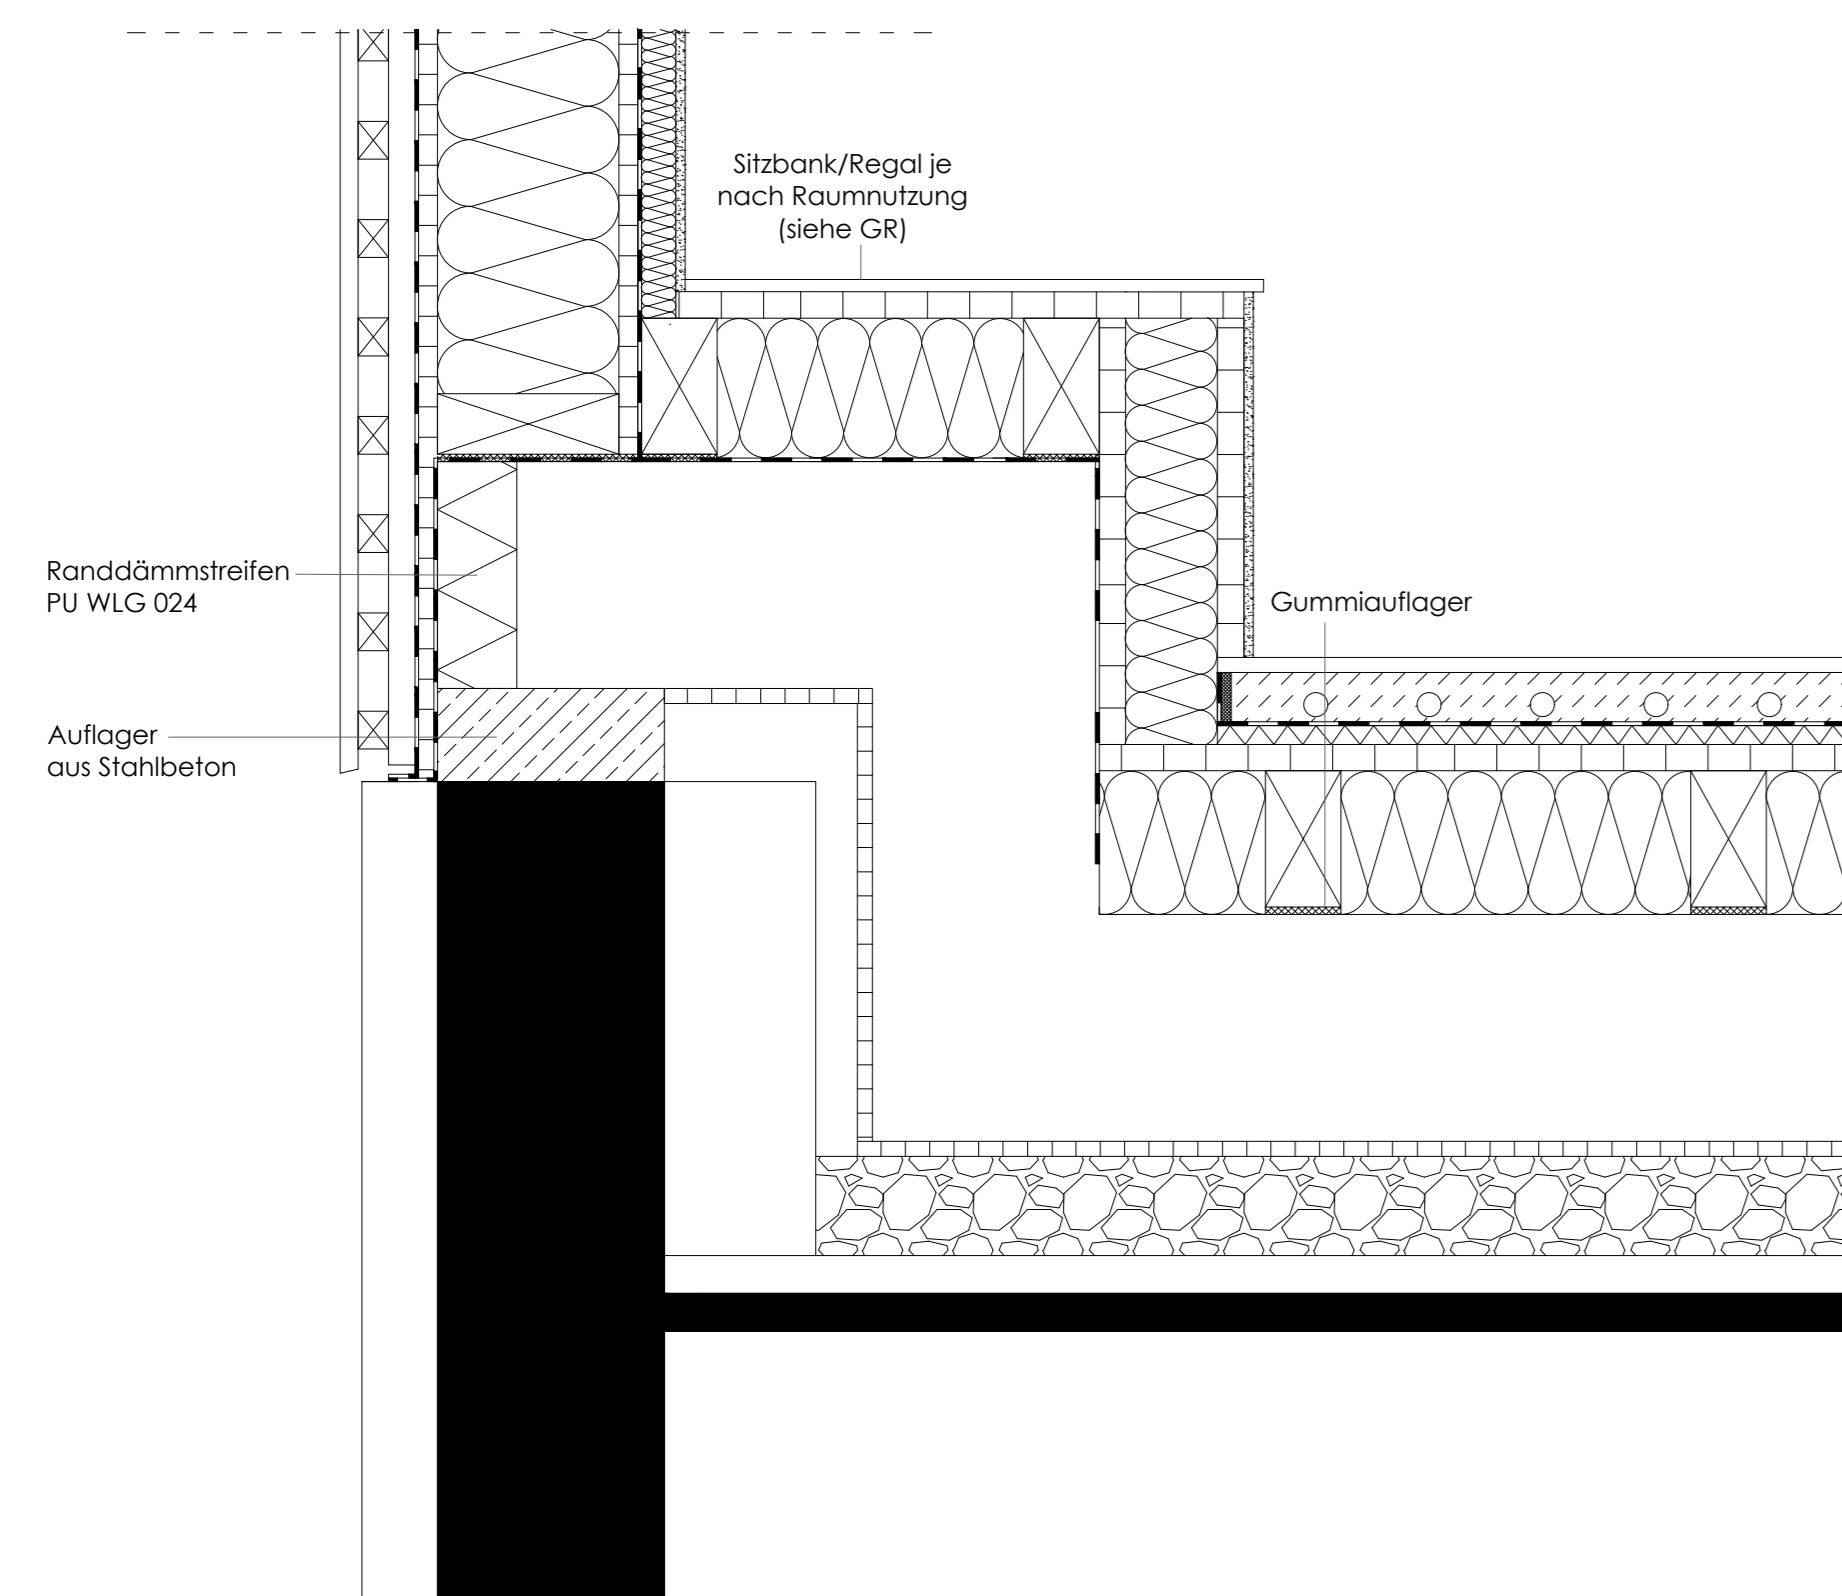 Sitzbank/Regal je
nach Raumnutzung
(siehe GR)
Randdämmstreifen
PU WLG 024
Gummiauflager
Auflager
aus Stahlbeton